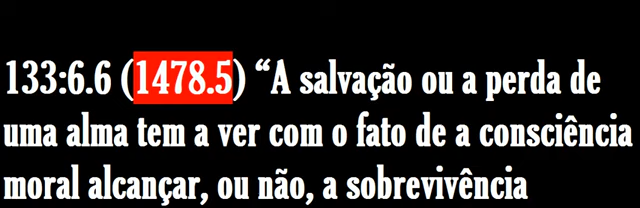 133:6.6 (1478.5) “A salvação ou a perda de
uma alma tem a ver com o fato de a consciência
moral alcançar, ou não, a sobrevivência